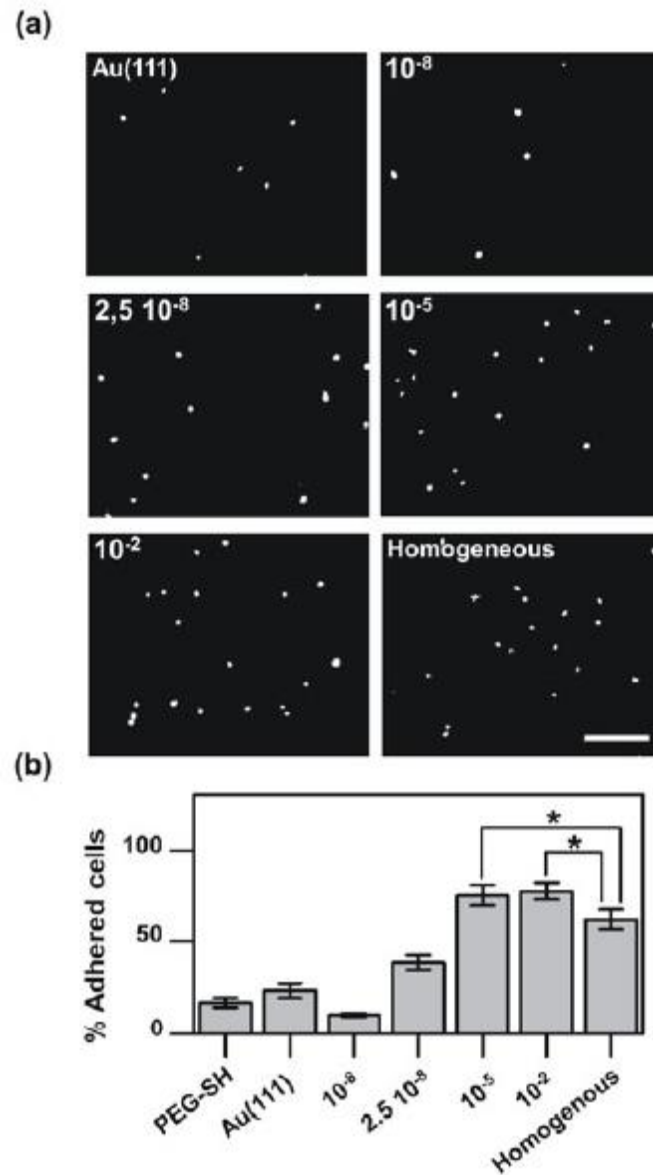 (a)
Au(111)
10⁻⁸
2,5 10⁻⁸
10⁻⁵
10⁻²
Homogeneous
(b)
% Adhered cells
100
50
0
*
*
PEG-SH
Au(111)
10⁻⁸
2.5 10⁻⁸
10⁻⁵
10⁻²
Homogenous